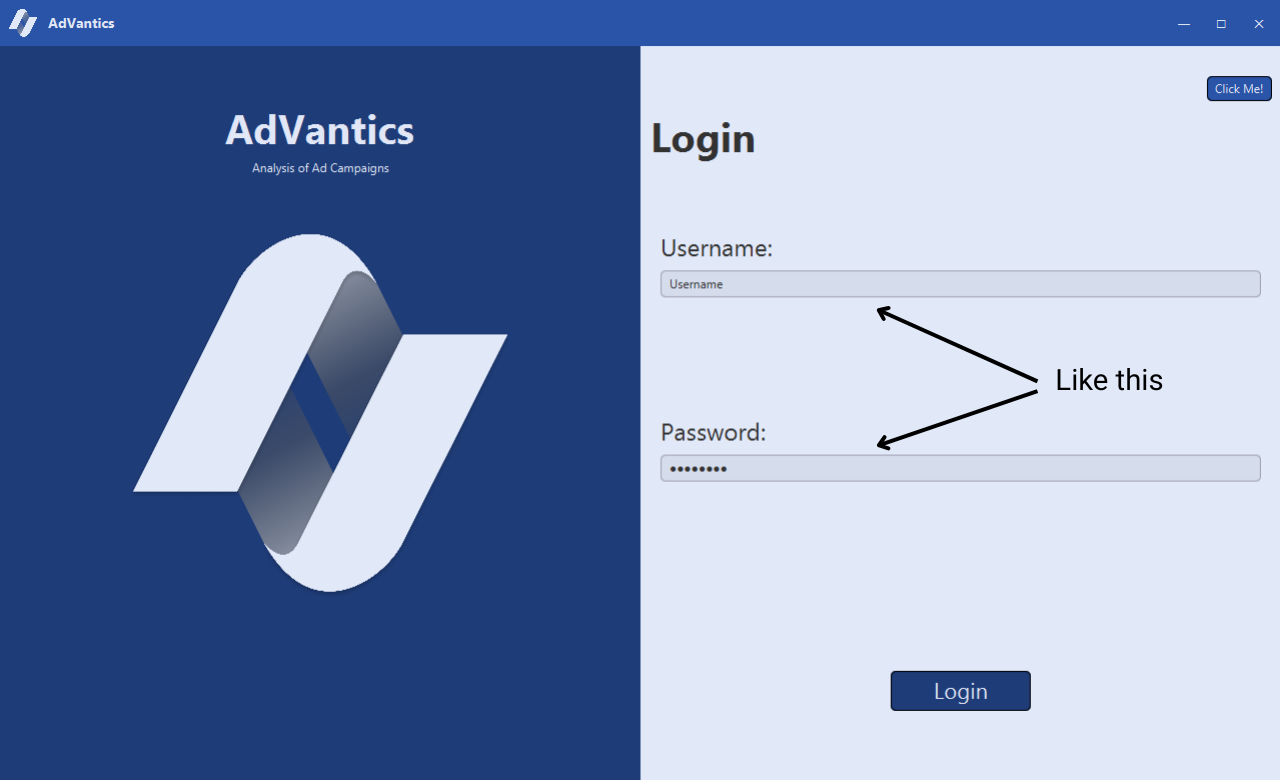 AdVantics
AdVantics
Analysis of Ad Campaigns
Click Me!
Login
Username:
Username
Like this
Password:
••••••••
Login